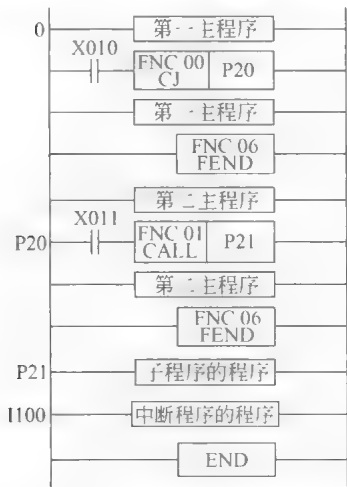 0 第一主程序
X010
FNC 00 CJ P20
第一主程序
FNC 06 FEND
第二主程序
X011
P20 FNC 01 CALL P21
第二主程序
FNC 06 FEND
P21 子程序的程序
I100 中断程序的程序
END